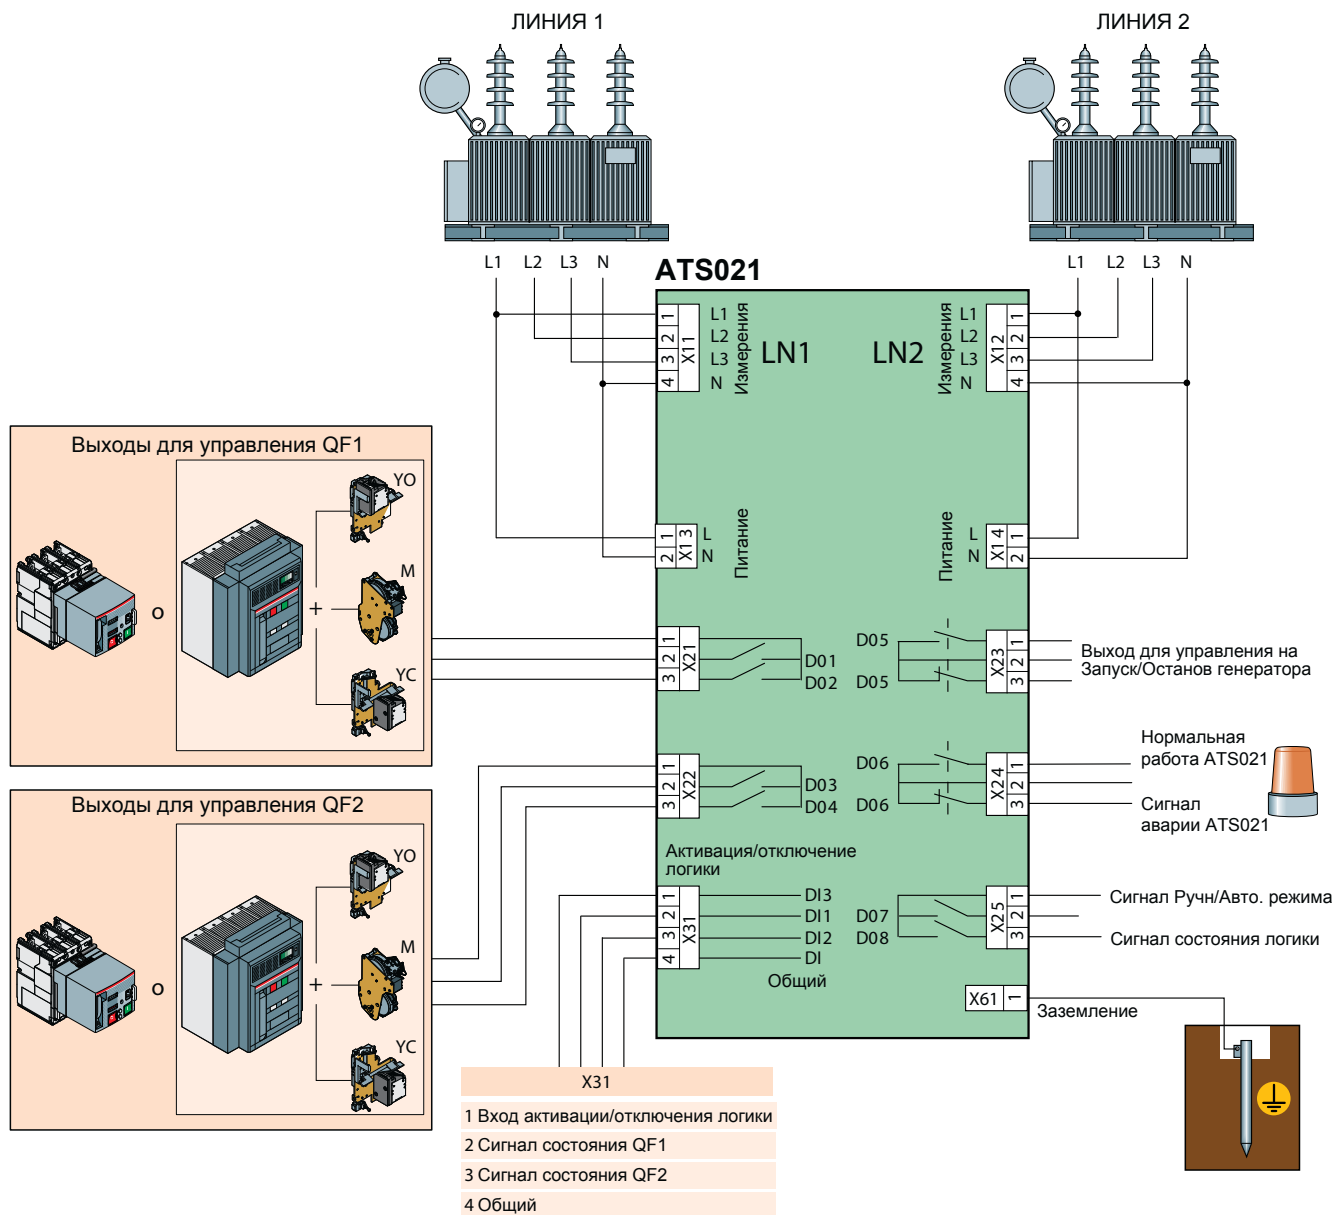 ЛИНИЯ 1
ЛИНИЯ 2
L1 L2 L3 N
L1 L2 L3 N
ATS021
1 2 3 4 X11
L1
L2
L3
N
Измерения
LN1
LN2
Измерения
L1
L2
L3
N
X12 1 2 3 4
1 2 X13
L
N
Питание
Питание
L
N
X14 1 2
Выходы для управления QF1
YO
M
YC
о
+
1 2 3 X21
D01
D02
D05
D05
X23 1 2 3
Выход для управления на
Запуск/Останов генератора
1 2 3 X22
D03
D04
D06
D06
X24 1 2 3
Нормальная
работа ATS021
Сигнал
аварии ATS021
Выходы для управления QF2
YO
M
YC
о
+
Активация/отключение
логики
1 2 3 4 X31
DI3
DI1
DI2
DI
Общий
D07
D08
X25 1 2 3
Сигнал Ручн/Авто. режима
Сигнал состояния логики
X61 1
Заземление
X31
1 Вход активации/отключения логики
2 Сигнал состояния QF1
3 Сигнал состояния QF2
4 Общий